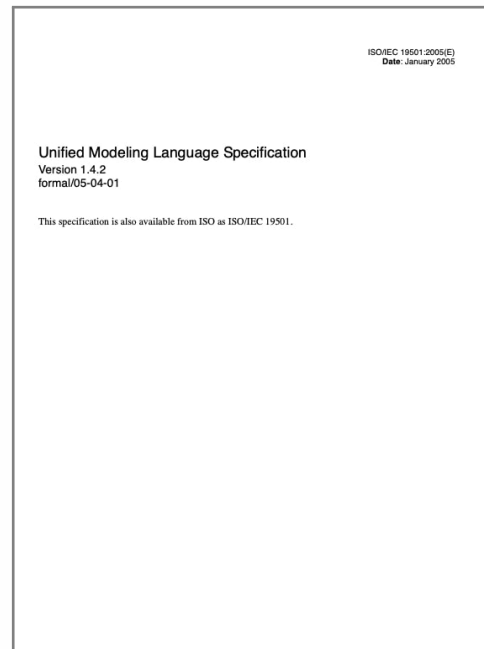 ISO/IEC 19501:2005(E)
Date: January 2005
Unified Modeling Language Specification
Version 1.4.2
formal/05-04-01
This specification is also available from ISO as ISO/IEC 19501.